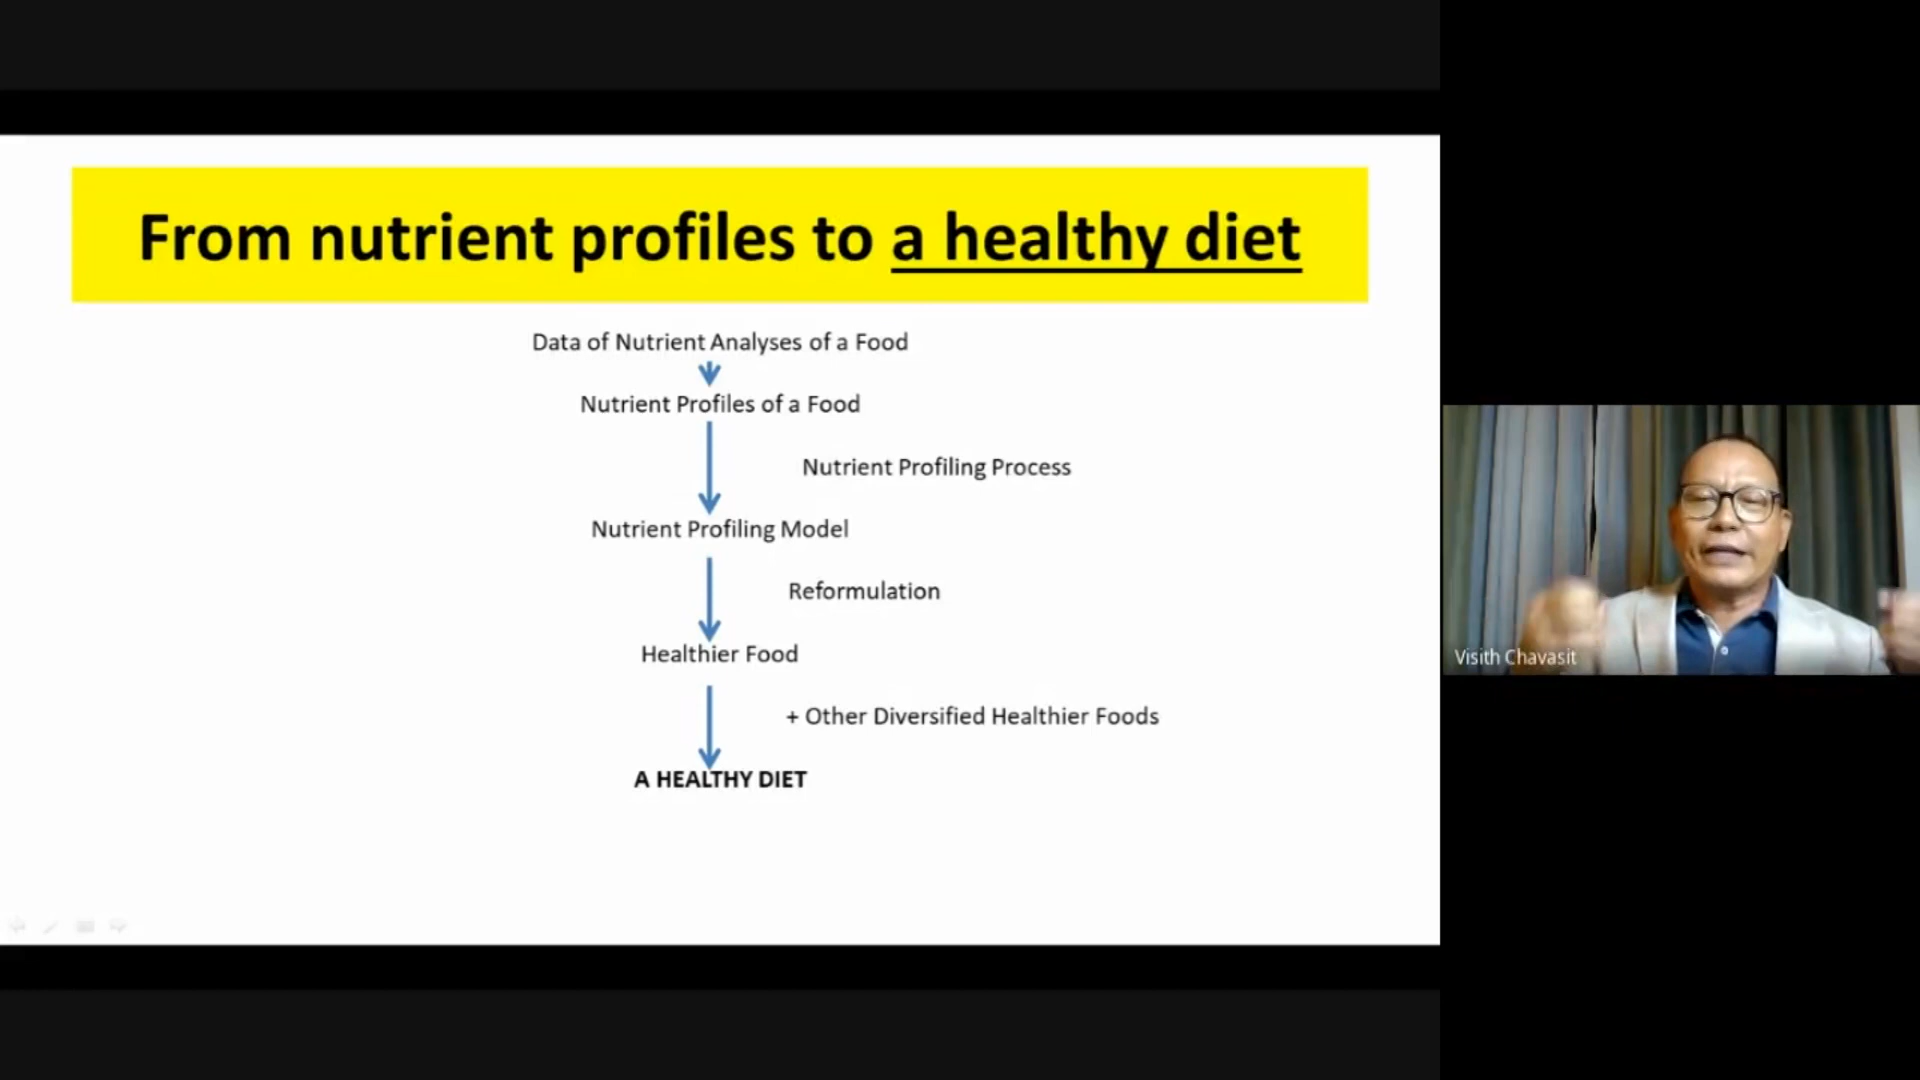 From nutrient profiles to a healthy diet
Data of Nutrient Analyses of a Food
Nutrient Profiles of a Food
Nutrient Profiling Process
Nutrient Profiling Model
Reformulation
Healthier Food
+ Other Diversified Healthier Foods
A HEALTHY DIET
Visith Chavasit